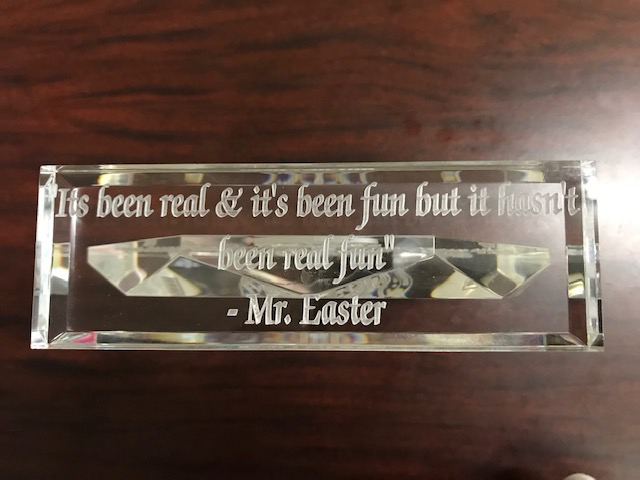 "Its been real & it's been fun but it hasn't
been real fun"
- Mr. Easter